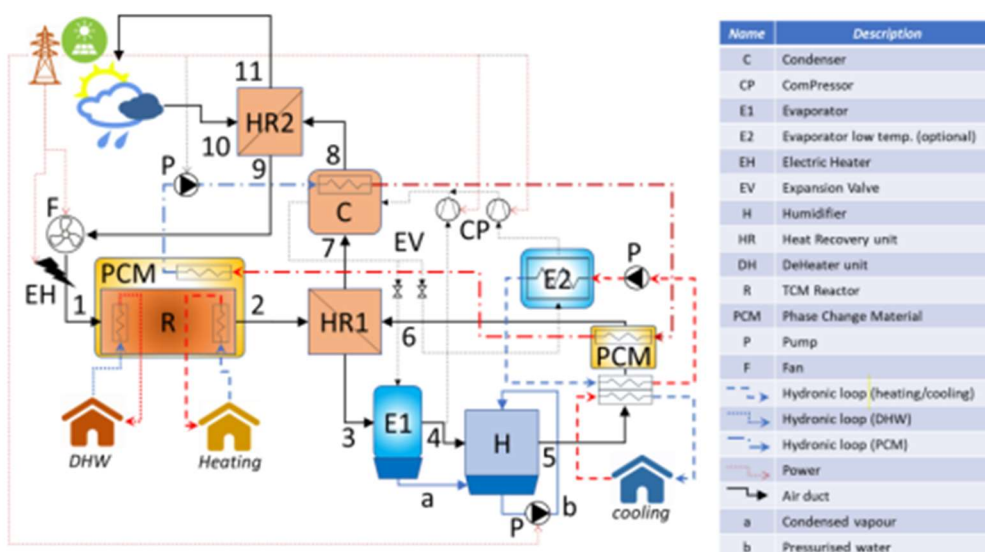 11
HR2
10
9
8
P
C
F
7
EV
CP
P
PCM
E2
EH
1
R
2
HR1
6
PCM
3
E1
4
H
5
DHW
Heating
a
P
b
cooling
Name Description
C Condenser
CP ComPressor
E1 Evaporator
E2 Evaporator low temp. (optional)
EH Electric Heater
EV Expansion Valve
H Humidifier
HR Heat Recovery unit
DH DeHeater unit
R TCM Reactor
PCM Phase Change Material
P Pump
F Fan
Hydronic loop (heating/cooling)
Hydronic loop (DHW)
Hydronic loop (PCM)
Power
Air duct
a Condensed vapour
b Pressurised water